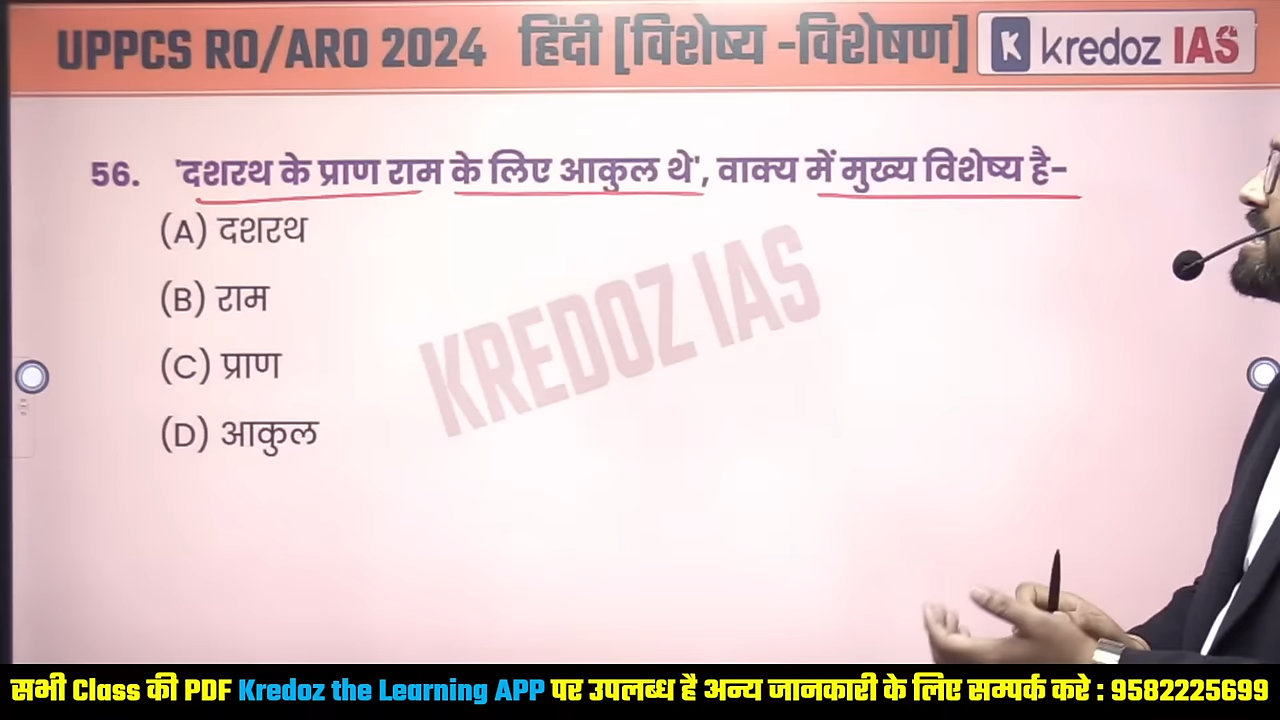 UPPCS RO/ARO 2024 हिंदी [विशेष्य -विशेषण]
K kredoz IAS
56. 'दशरथ के प्राण राम के लिए आकुल थे', वाक्य में मुख्य विशेष्य है-
(A) दशरथ
(B) राम
(C) प्राण
(D) आकुल
KREDOZ IAS
सभी Class की PDF Kredoz the Learning APP पर उपलब्ध है अन्य जानकारी के लिए सम्पर्क करे : 9582225699